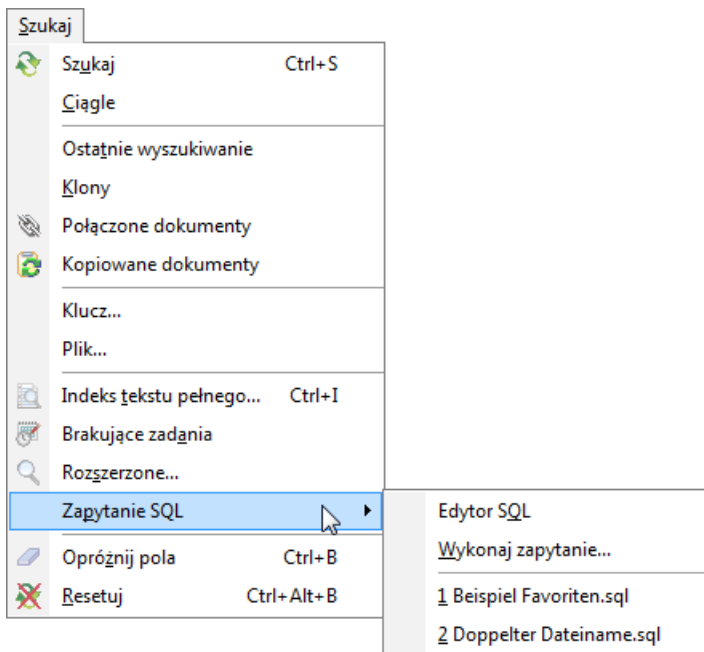 Szukaj
Szukaj Ctrl+S
Ciągle
Ostatnie wyszukiwanie
Klony
Połączone dokumenty
Kopiowane dokumenty
Klucz...
Plik...
Indeks tekstu pełnego... Ctrl+I
Brakujące zadania
Rozszerzone...
Zapytanie SQL
Opróżnij pola Ctrl+B
Resetuj Ctrl+Alt+B
Edytor SQL
Wykonaj zapytanie...
1 Beispiel Favoriten.sql
2 Doppelter Dateiname.sql